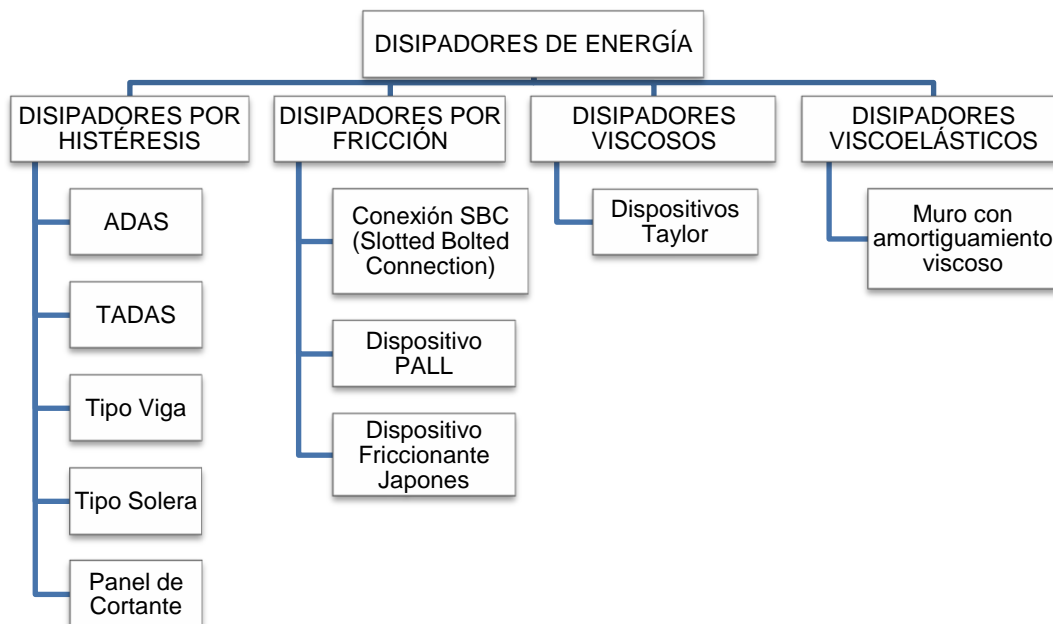 DISIPADORES DE ENERGÍA
DISIPADORES POR
HISTÉRESIS
ADAS
TADAS
Tipo Viga
Tipo Solera
Panel de
Cortante
DISIPADORES POR
FRICCIÓN
Conexión SBC
(Slotted Bolted
Connection)
Dispositivo
PALL
Dispositivo
Friccionante
Japones
DISIPADORES
VISCOSOS
Dispositivos
Taylor
DISIPADORES
VISCOELÁSTICOS
Muro con
amortiguamiento
viscoso